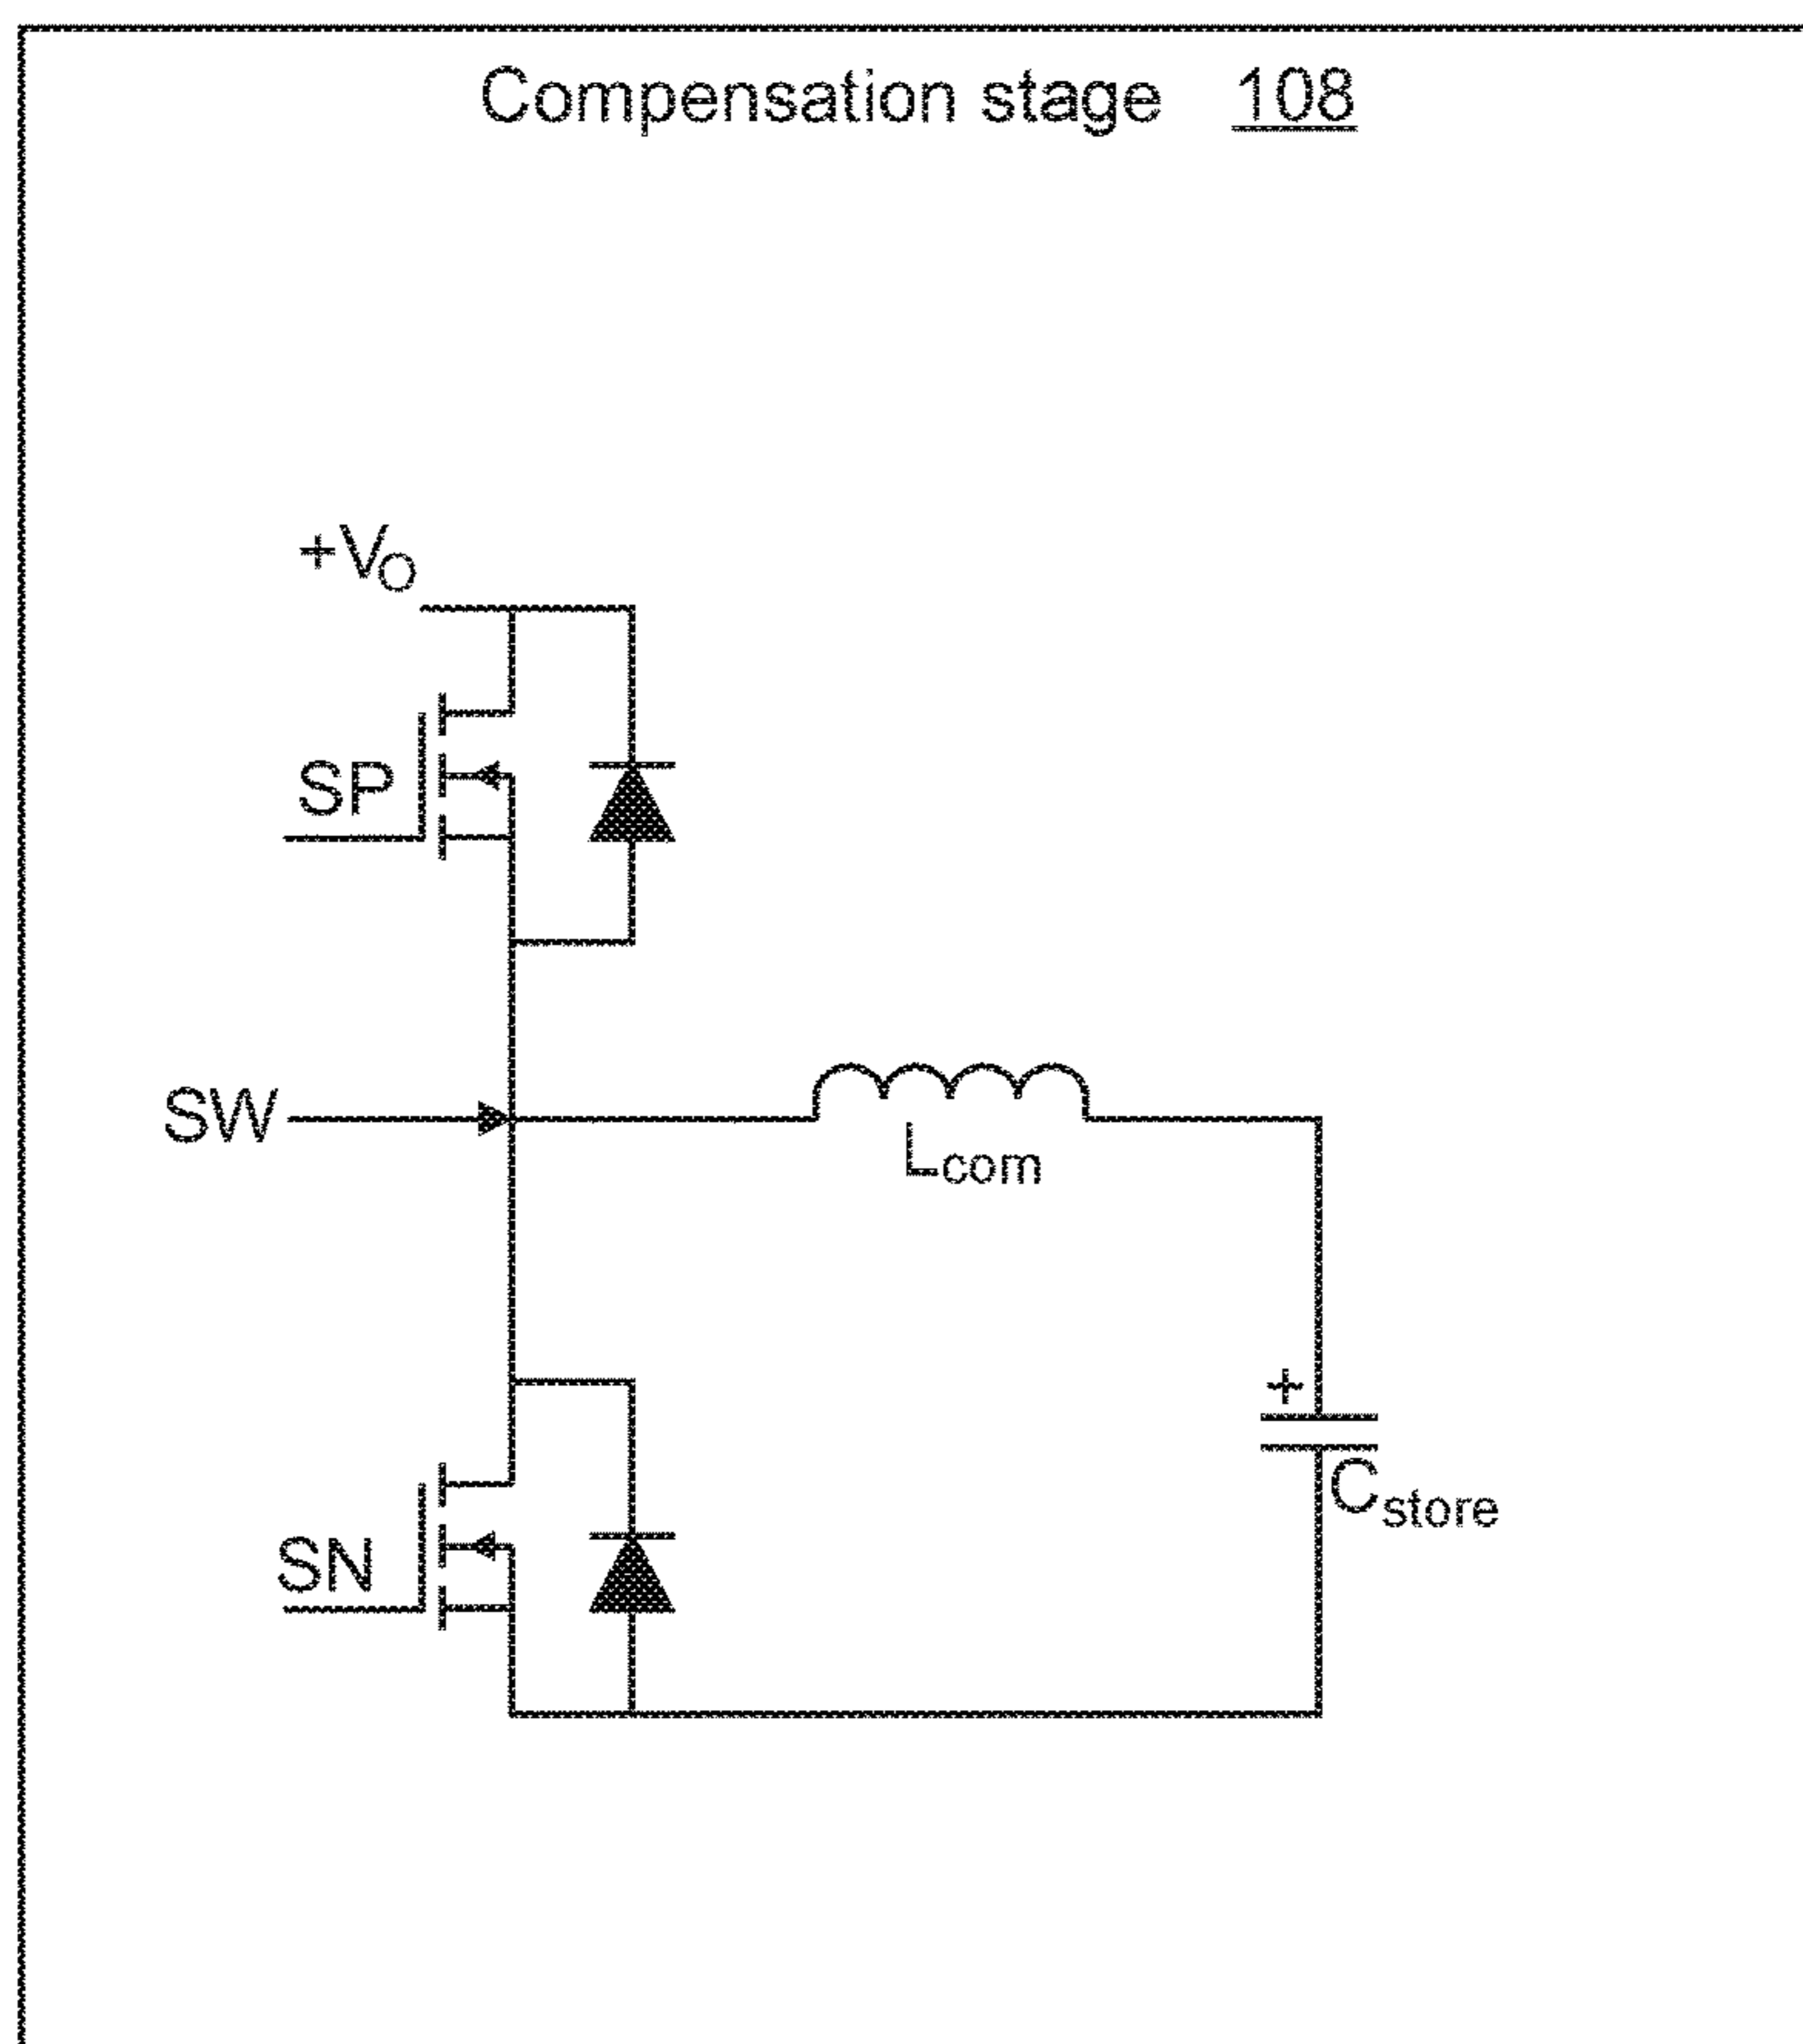 Compensation stage 108
+VO
SP
SW
Lcom
+
Cstore
SN